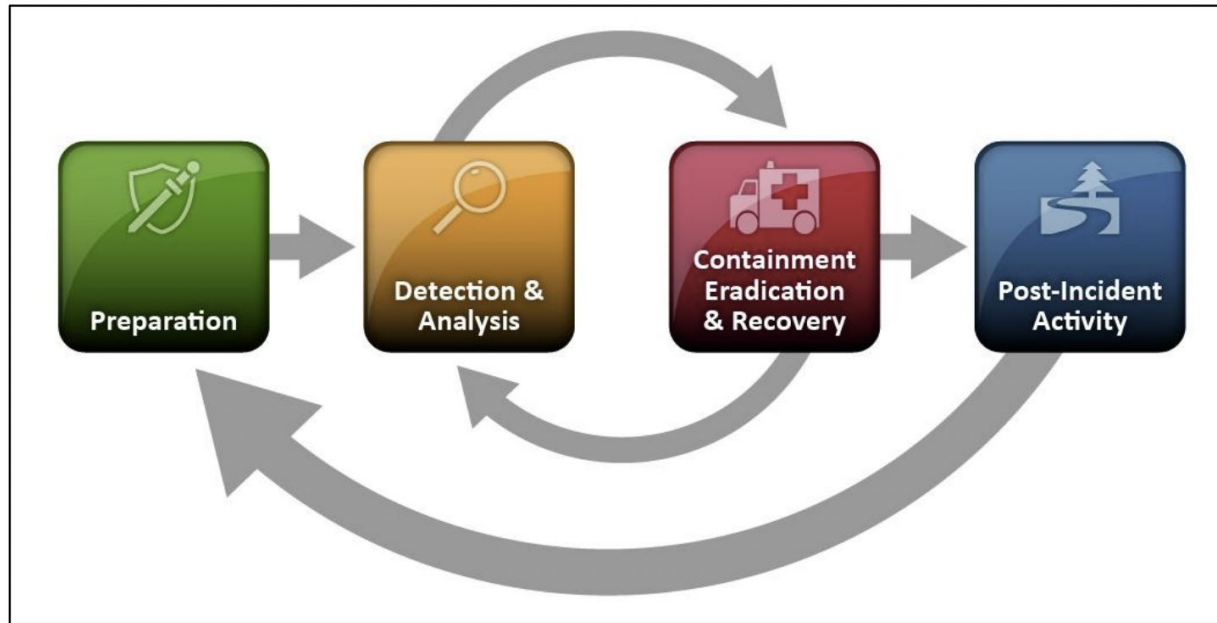 Preparation
Detection &
Analysis
Containment
Eradication
& Recovery
Post-Incident
Activity